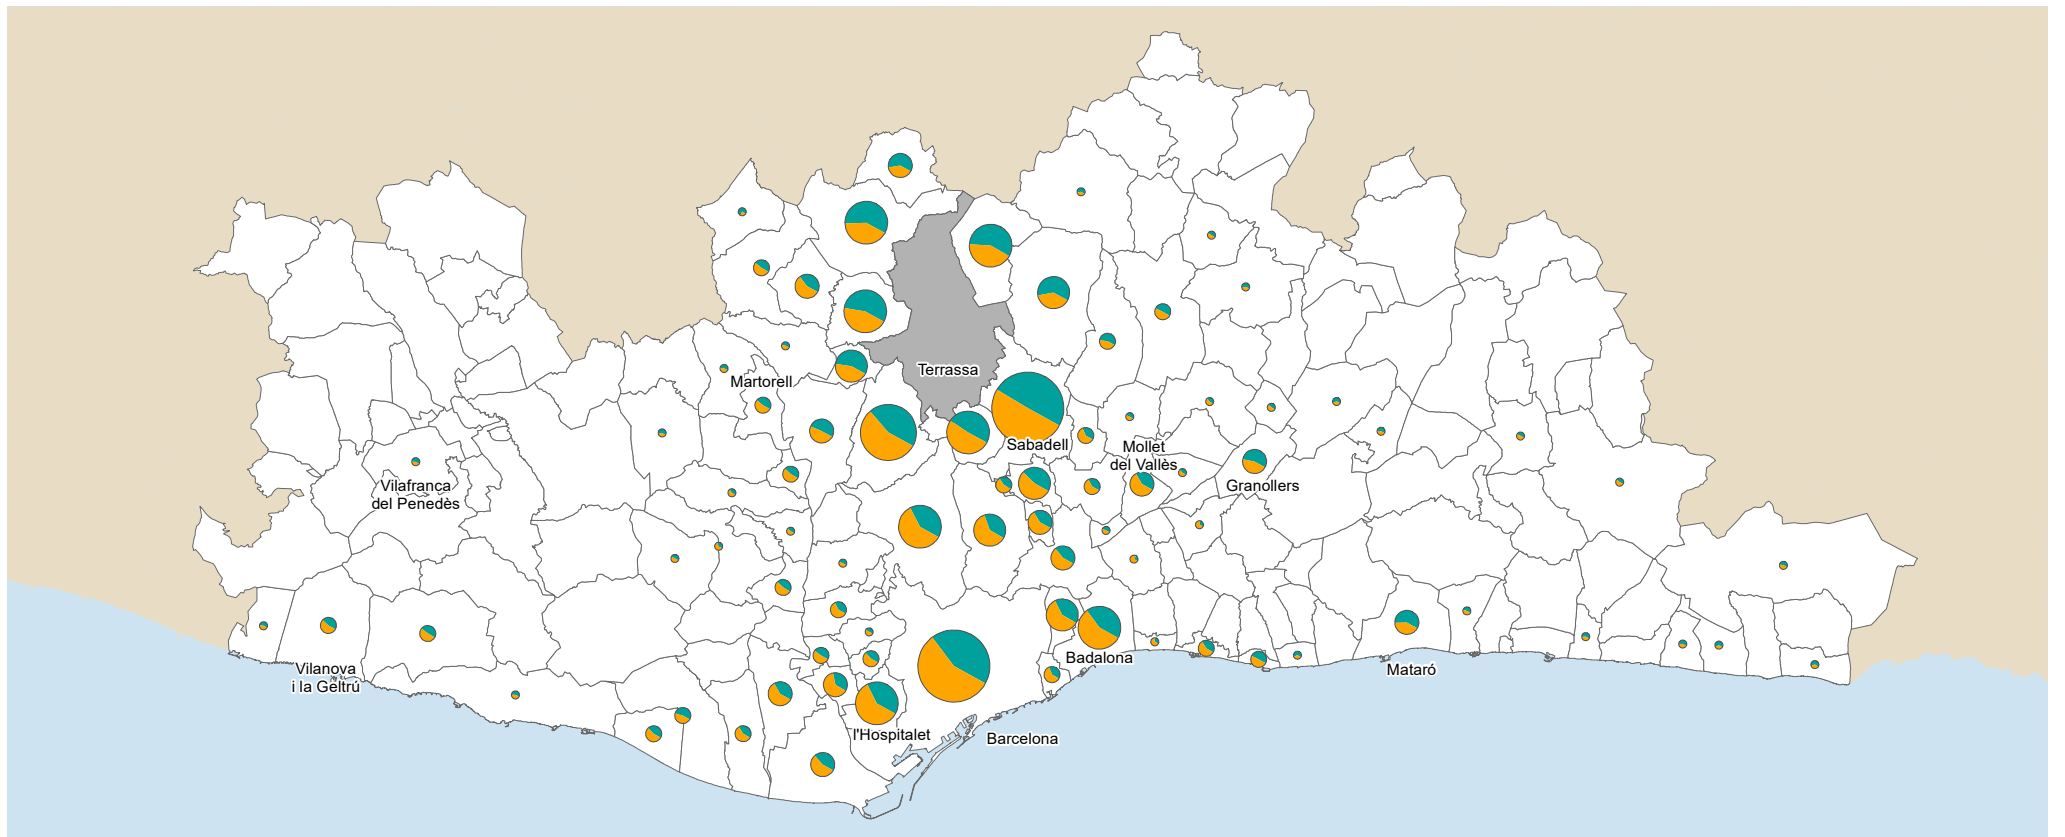 Terrassa
Martorell
Sabadell
Mollet
del Vallès
Granollers
Vilafranca
del Penedès
Badalona
Vilanova
i la Geltrú
Mataró
l'Hospitalet
Barcelona